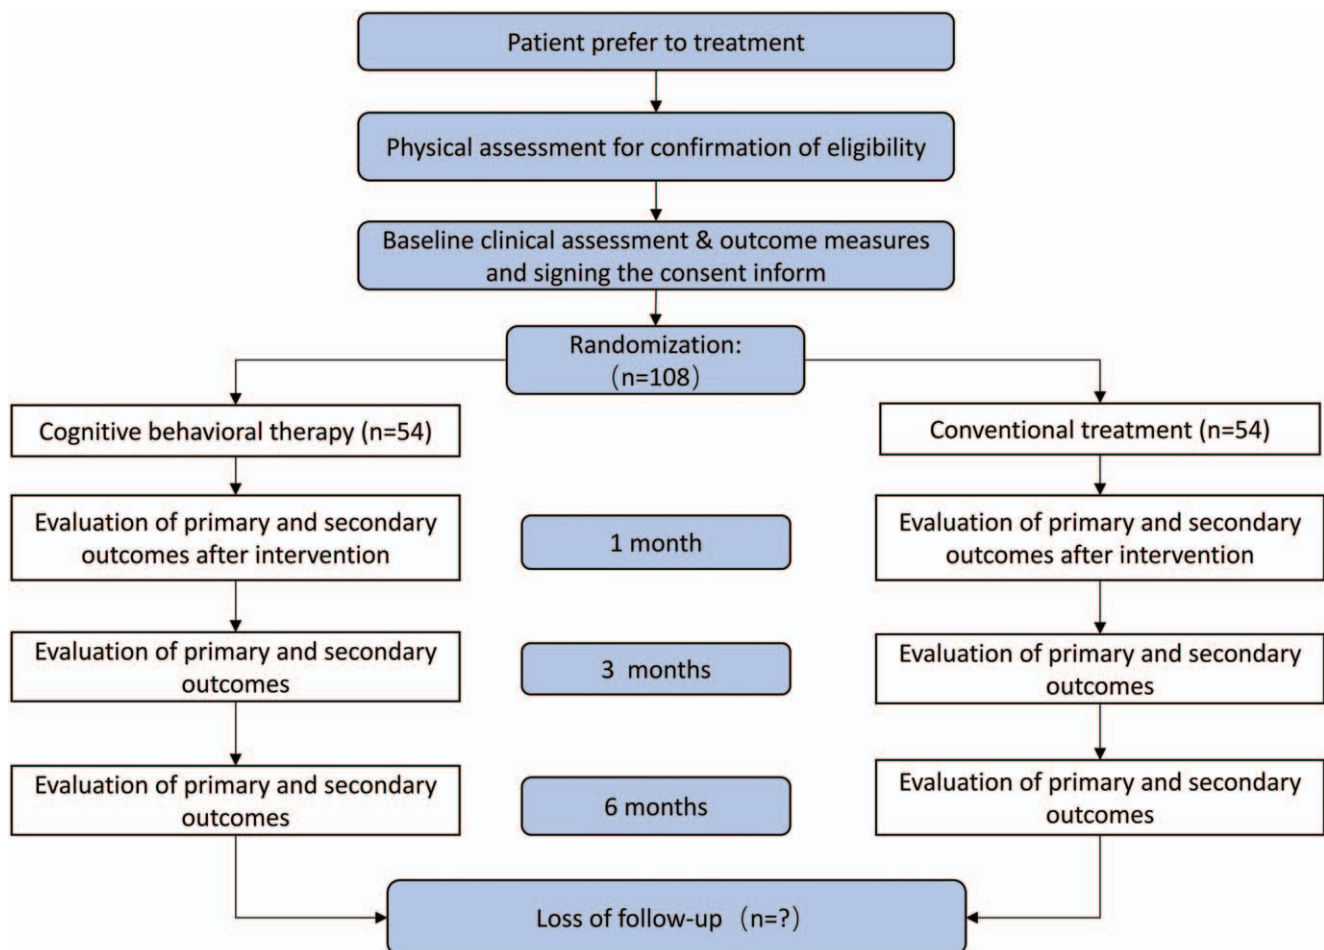 Patient prefer to treatment
Physical assessment for confirmation of eligibility
Baseline clinical assessment & outcome measures
and signing the consent inform
Randomization:
（n=108）
Cognitive behavioral therapy (n=54)
Conventional treatment (n=54)
Evaluation of primary and secondary
outcomes after intervention
1 month
Evaluation of primary and secondary
outcomes after intervention
Evaluation of primary and secondary
outcomes
3 months
Evaluation of primary and secondary
outcomes
Evaluation of primary and secondary
outcomes
6 months
Evaluation of primary and secondary
outcomes
Loss of follow-up （n=?）